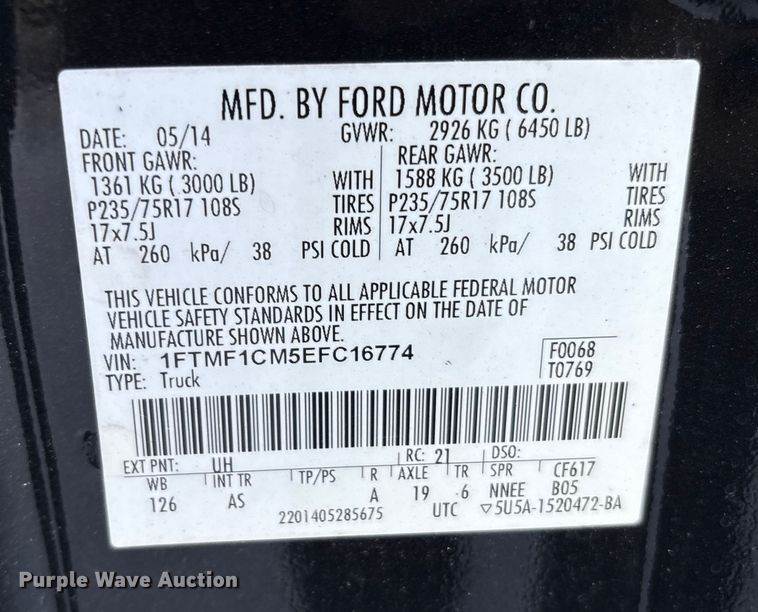 MFD. BY FORD MOTOR CO.
DATE: 05/14 GVWR: 2926 KG ( 6450 LB)
FRONT GAWR: REAR GAWR:
1361 KG ( 3000 LB) WITH 1588 KG ( 3500 LB) WITH
P235/75R17 108S TIRES P235/75R17 108S TIRES
17x7.5J RIMS 17x7.5J RIMS
AT 260 kPa/ 38 PSI COLD AT 260 kPa/ 38 PSI COLD
THIS VEHICLE CONFORMS TO ALL APPLICABLE FEDERAL MOTOR
VEHICLE SAFETY STANDARDS IN EFFECT ON THE DATE OF
MANUFACTURE SHOWN ABOVE.
VIN: 1FTMF1CM5EFC16774 F0068
TYPE: Truck T0769
EXT PNT: UH RC: 21 DSO:
WB INT TR TP/PS R AXLE TR SPR CF617
126 AS A 19 6 NNEE B05
2201405285675 UTC ▽5U5A-1520472-BA
Purple Wave Auction